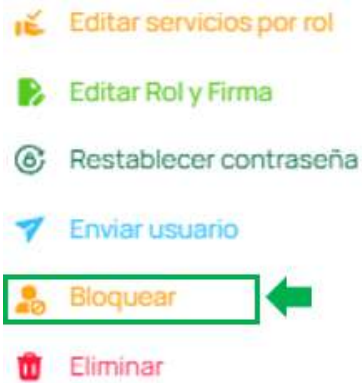 Editar servicios por rol
Editar Rol y Firma
Restablecer contraseña
Enviar usuario
Bloquear
Eliminar